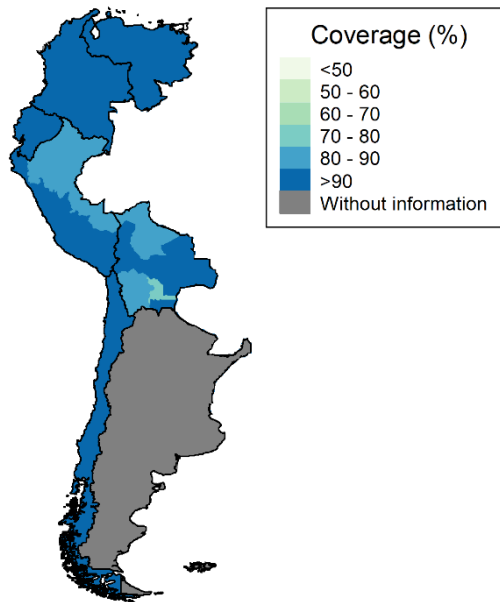 Coverage (%)
<50
50 - 60
60 - 70
70 - 80
80 - 90
>90
Without information